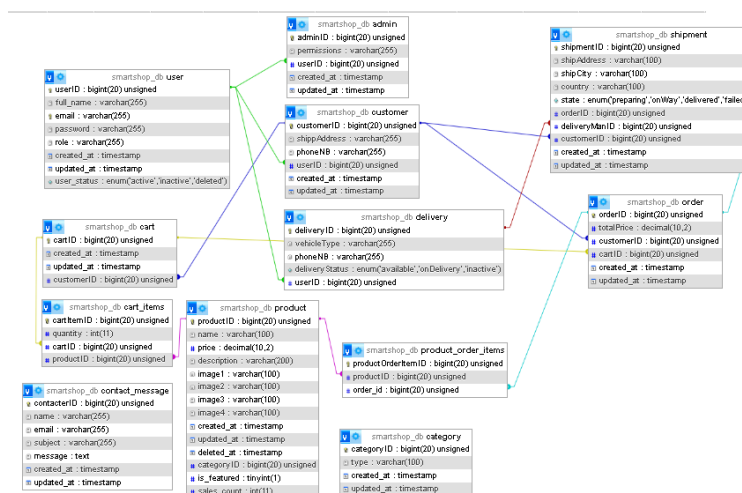 smartshop_db admin
adminID : bigint(20) unsigned
permissions : varchar(255)
userID : bigint(20) unsigned
created_at : timestamp
updated_at : timestamp
smartshop_db shipment
shipmentID : bigint(20) unsigned
shipAddress : varchar(100)
shipCity : varchar(100)
country : varchar(100)
state : enum('preparing','onWay','delivered','failed
orderID : bigint(20) unsigned
deliveryManID : bigint(20) unsigned
customerID : bigint(20) unsigned
created_at : timestamp
updated_at : timestamp
smartshop_db user
userID : bigint(20) unsigned
full_name : varchar(255)
email : varchar(255)
password : varchar(255)
role : varchar(255)
created_at : timestamp
updated_at : timestamp
user_status : enum('active','inactive','deleted')
smartshop_db customer
customerID : bigint(20) unsigned
shippAddress : varchar(255)
phoneNB : varchar(255)
userID : bigint(20) unsigned
created_at : timestamp
updated_at : timestamp
smartshop_db order
orderID : bigint(20) unsigned
totalPrice : decimal(10,2)
customerID : bigint(20) unsigned
cartID : bigint(20) unsigned
created_at : timestamp
updated_at : timestamp
smartshop_db delivery
deliveryID : bigint(20) unsigned
vehicleType : varchar(255)
phoneNB : varchar(255)
deliveryStatus : enum('available','onDelivery','inactive')
userID : bigint(20) unsigned
smartshop_db cart
cartID : bigint(20) unsigned
created_at : timestamp
updated_at : timestamp
customerID : bigint(20) unsigned
smartshop_db cart_items
cartItemID : bigint(20) unsigned
quantity : int(11)
cartID : bigint(20) unsigned
productID : bigint(20) unsigned
smartshop_db product
productID : bigint(20) unsigned
name : varchar(100)
price : decimal(10,2)
description : varchar(200)
image1 : varchar(100)
image2 : varchar(100)
image3 : varchar(100)
image4 : varchar(100)
created_at : timestamp
updated_at : timestamp
deleted_at : timestamp
categoryID : bigint(20) unsigned
is_featured : tinyint(1)
sales_count : int(11)
smartshop_db product_order_items
productOrderItemID : bigint(20) unsigned
productID : bigint(20) unsigned
order_id : bigint(20) unsigned
smartshop_db contact_message
contacterID : bigint(20) unsigned
name : varchar(255)
email : varchar(255)
subject : varchar(255)
message : text
created_at : timestamp
updated_at : timestamp
smartshop_db category
categoryID : bigint(20) unsigned
type : varchar(100)
created_at : timestamp
updated_at : timestamp